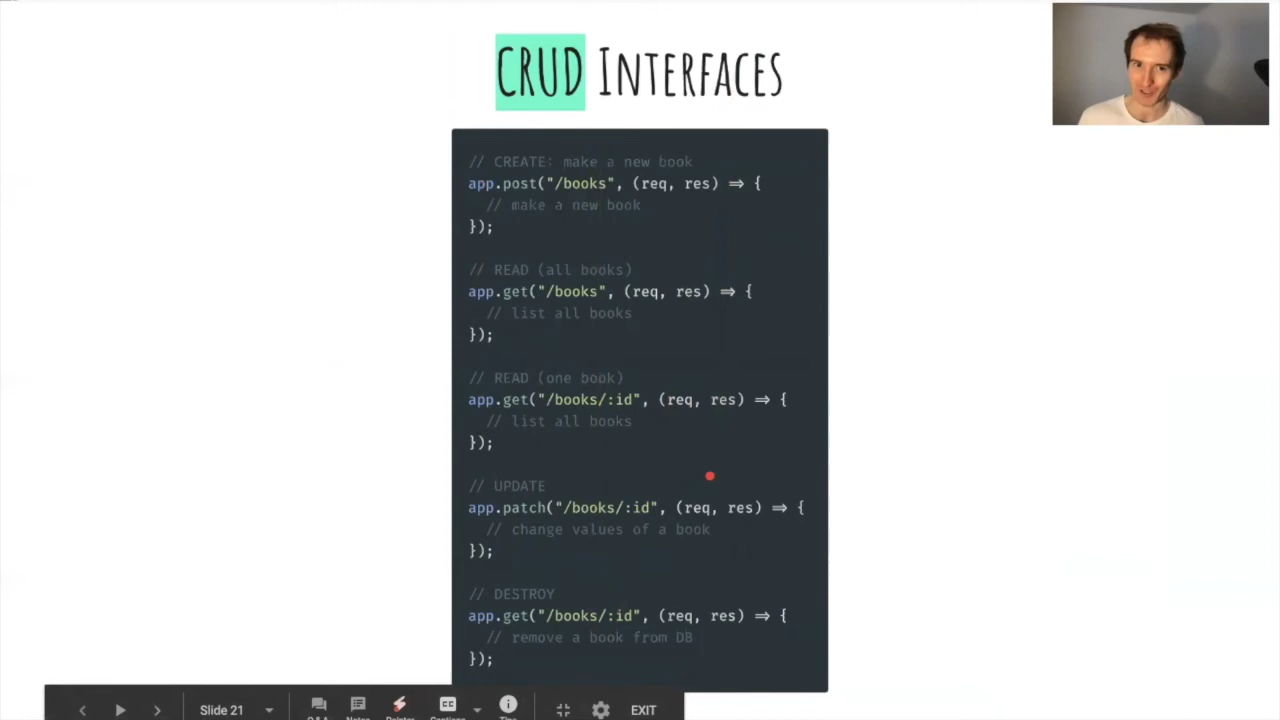 CRUD INTERFACES
// CREATE: make a new book
app.post("/books", (req, res) => {
// make a new book
});
// READ (all books)
app.get("/books", (req, res) => {
// list all books
});
// READ (one book)
app.get("/books/:id", (req, res) => {
// list all books
});
// UPDATE
app.patch("/books/:id", (req, res) => {
// change values of a book
});
// DESTROY
app.get("/books/:id", (req, res) => {
// remove a book from DB
});
Slide 21 EXIT